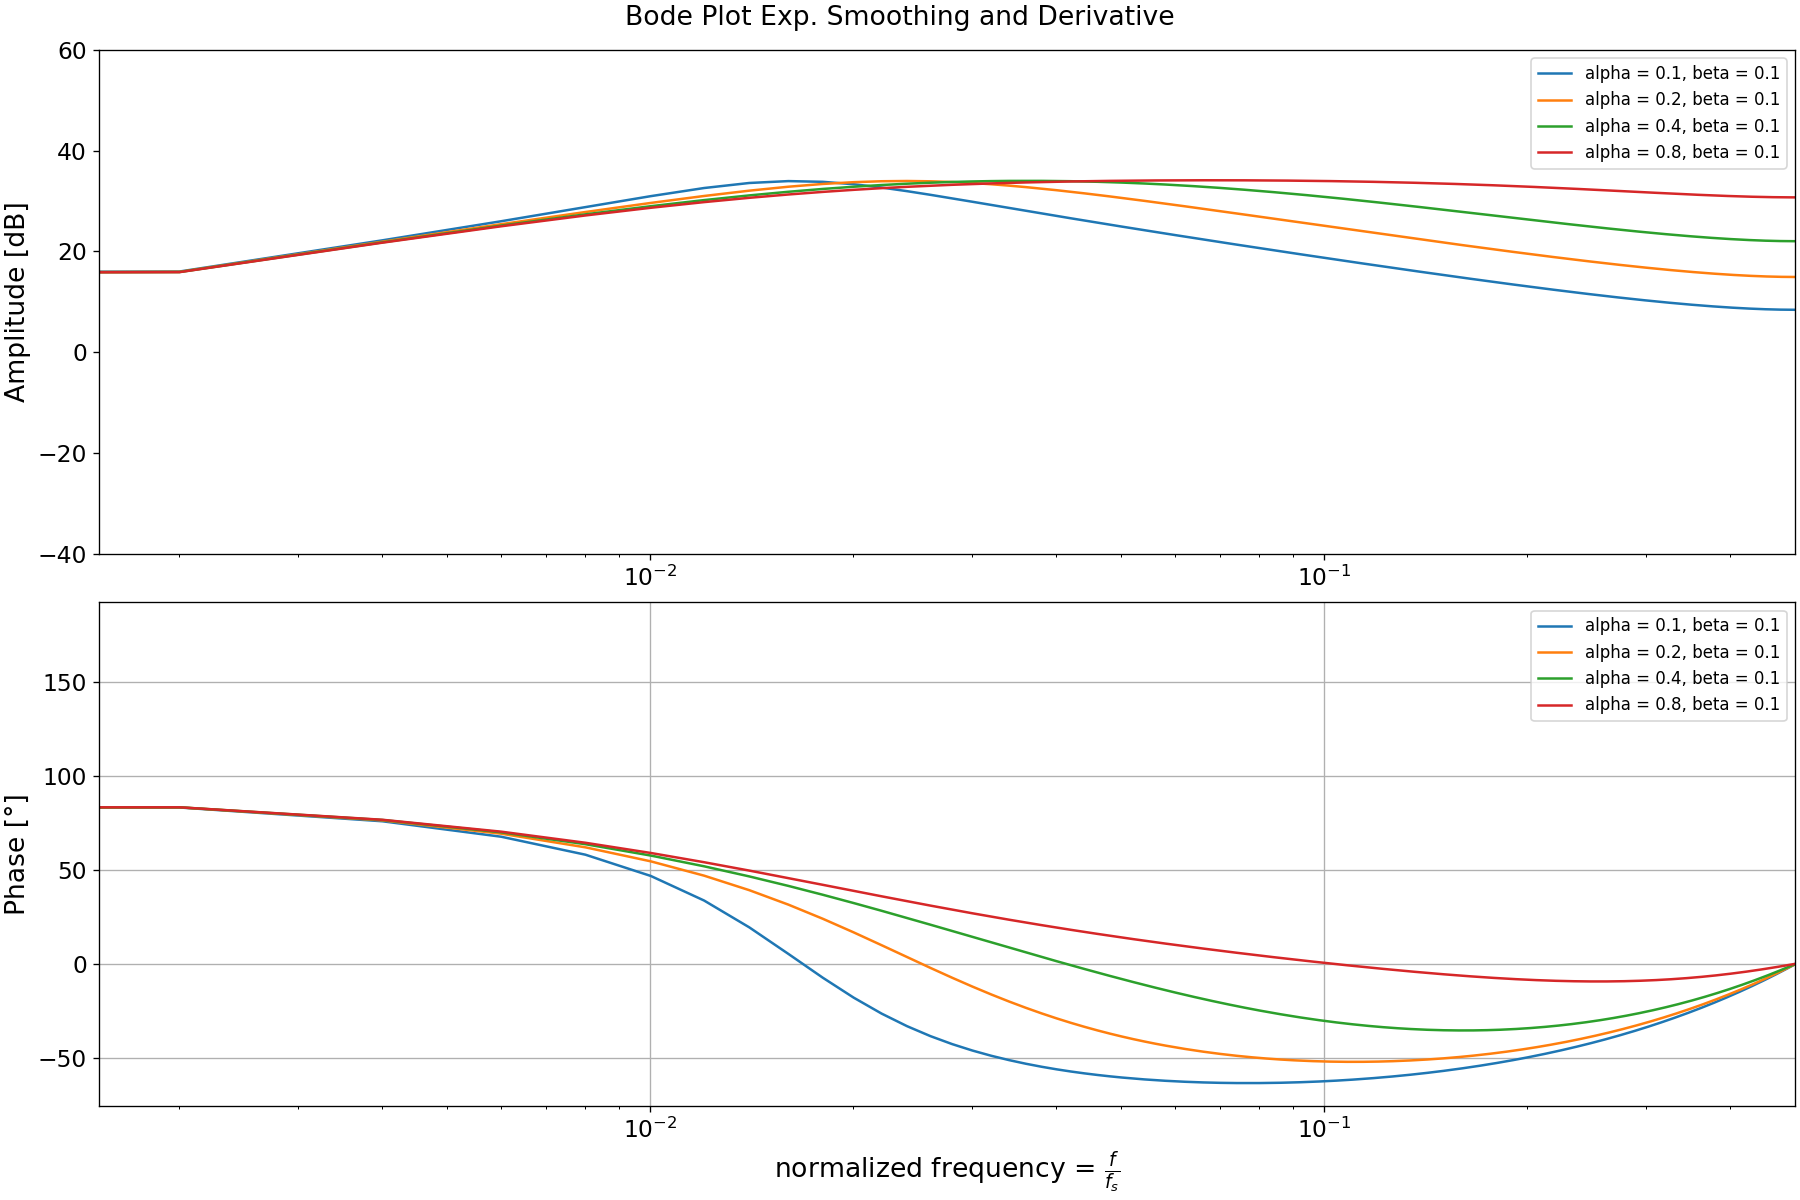 Bode Plot Exp. Smoothing and Derivative
Amplitude [dB]
60
40
20
0
−20
−40
10⁻²
10⁻¹
alpha = 0.1, beta = 0.1
alpha = 0.2, beta = 0.1
alpha = 0.4, beta = 0.1
alpha = 0.8, beta = 0.1
Phase [°]
150
100
50
0
−50
10⁻²
10⁻¹
alpha = 0.1, beta = 0.1
alpha = 0.2, beta = 0.1
alpha = 0.4, beta = 0.1
alpha = 0.8, beta = 0.1
normalized frequency = f/fₛ